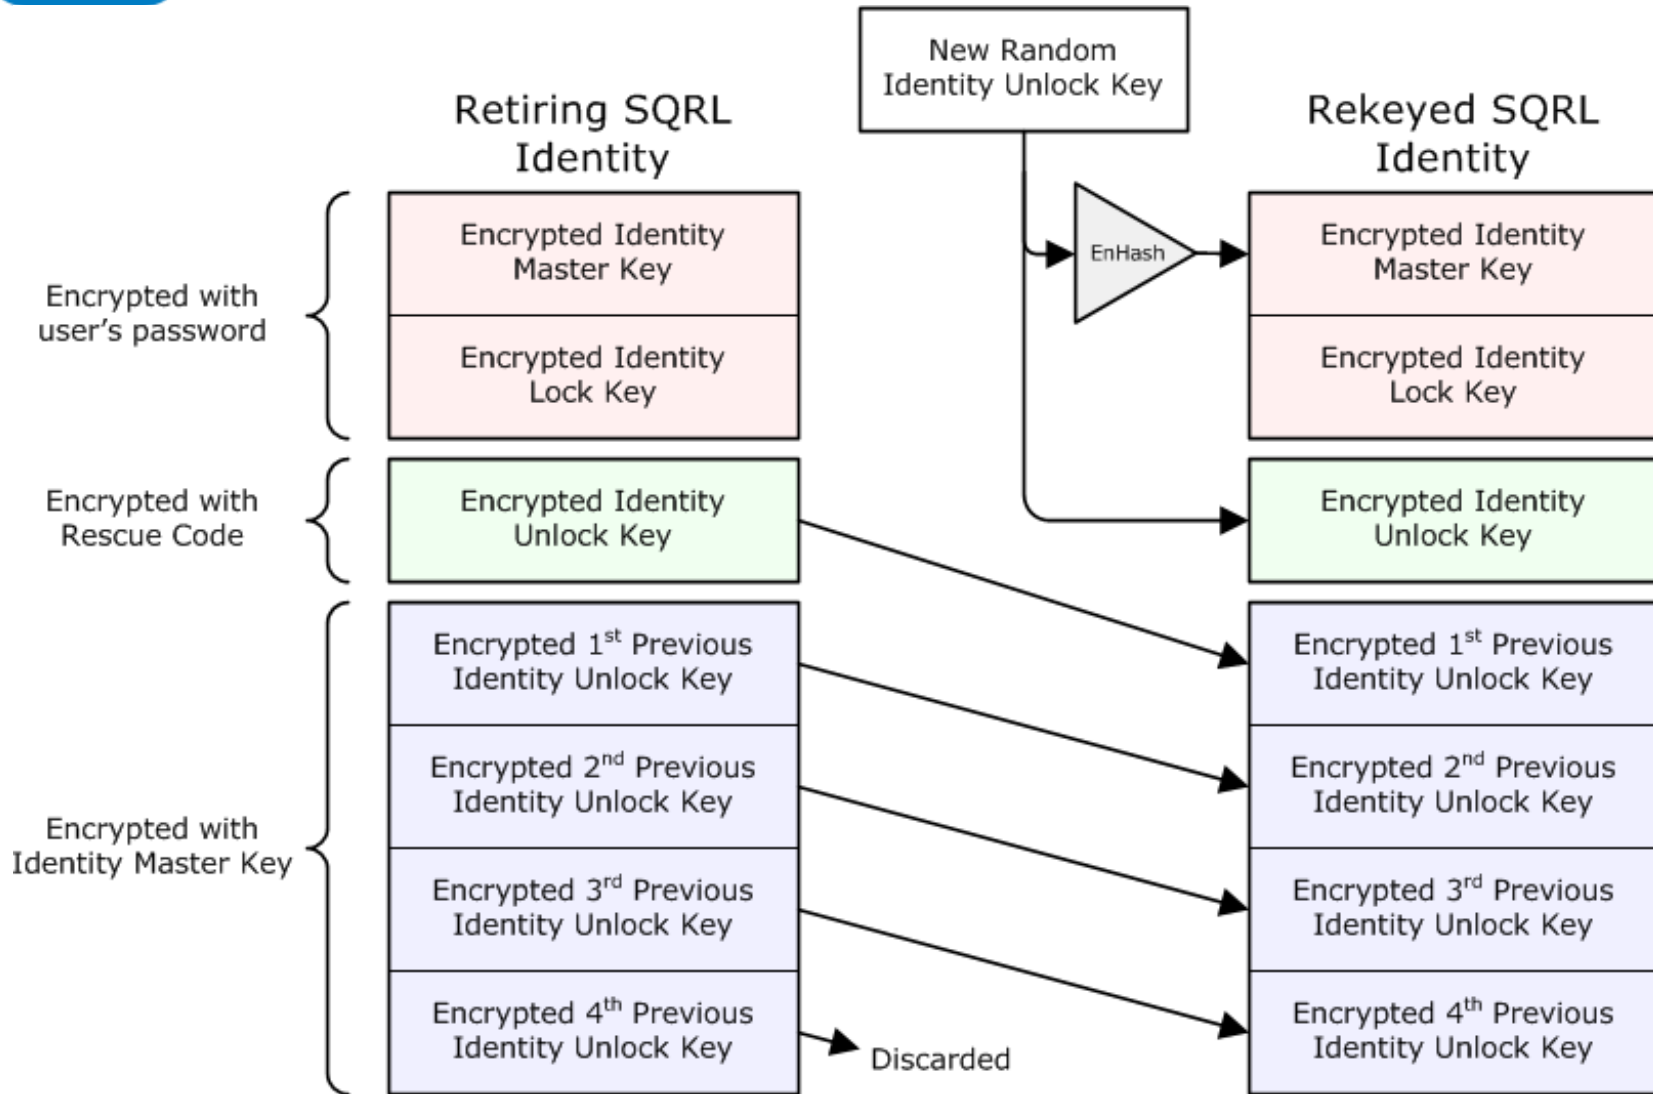 New Random
Identity Unlock Key
Retiring SQRL
Identity
Rekeyed SQRL
Identity
Encrypted with
user's password
Encrypted Identity
Master Key
Encrypted Identity
Lock Key
EnHash
Encrypted Identity
Master Key
Encrypted Identity
Lock Key
Encrypted with
Rescue Code
Encrypted Identity
Unlock Key
Encrypted Identity
Unlock Key
Encrypted with
Identity Master Key
Encrypted 1st Previous
Identity Unlock Key
Encrypted 2nd Previous
Identity Unlock Key
Encrypted 3rd Previous
Identity Unlock Key
Encrypted 4th Previous
Identity Unlock Key
Discarded
Encrypted 1st Previous
Identity Unlock Key
Encrypted 2nd Previous
Identity Unlock Key
Encrypted 3rd Previous
Identity Unlock Key
Encrypted 4th Previous
Identity Unlock Key